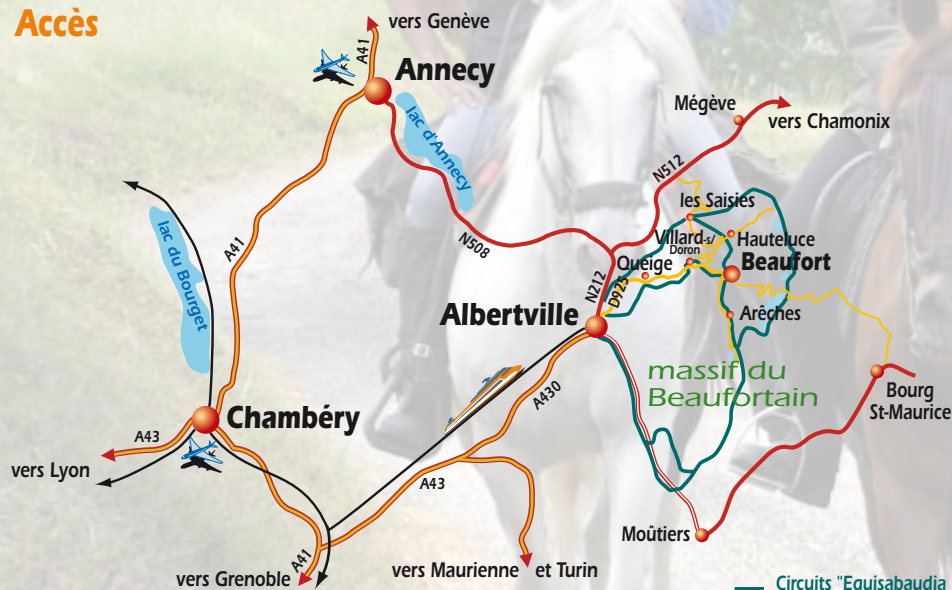 Accès
vers Genève
A41
Annecy
lac d'Annecy
Mégève
vers Chamonix
N512
les Saisies
A41
lac du Bourget
N508
Villard-s/
Doron
Hauteluce
Queige
Beaufort
N212
D925
Albertville
Arêches
massif du
Beaufortain
Bourg
St-Maurice
A430
Chambéry
A43
vers Lyon
A43
Moûtiers
A41
vers Grenoble
vers Maurienne et Turin
Circuits "Equisabaudia